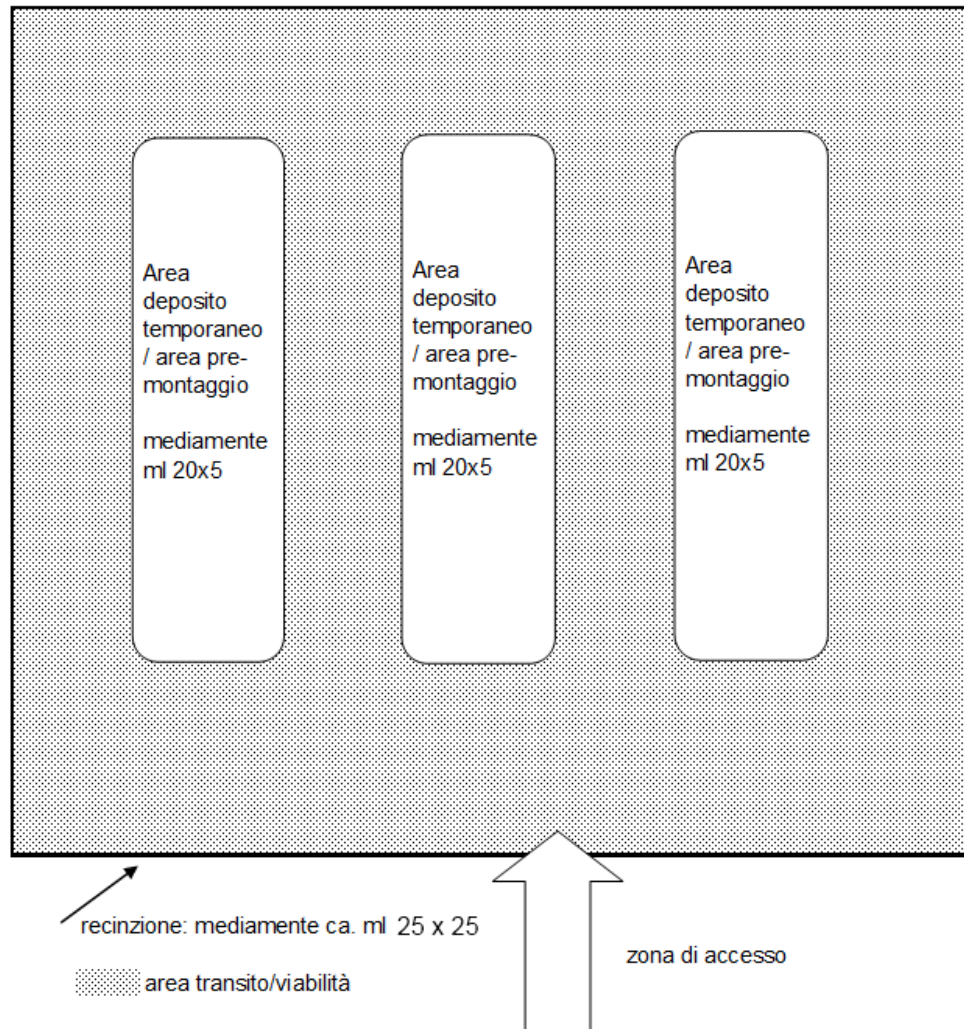 Area
deposito
temporaneo
/ area pre-
montaggio
mediamente
ml 20x5
Area
deposito
temporaneo
/ area pre-
montaggio
mediamente
ml 20x5
Area
deposito
temporaneo
/ area pre-
montaggio
mediamente
ml 20x5
recinzione: mediamente ca. ml 25 x 25
zona di accesso
area transito/viabilità